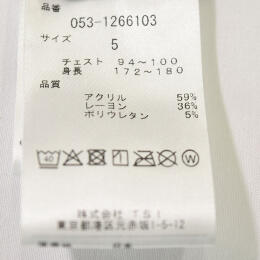 品番
053-1266103
サイズ
5
チェスト 94～100
身長 172～180
品質
アクリル 59%
レーヨン 36%
ポリウレタン 5%
40 P W
株式会社 TSI
東京都港区元赤坂1-5-12